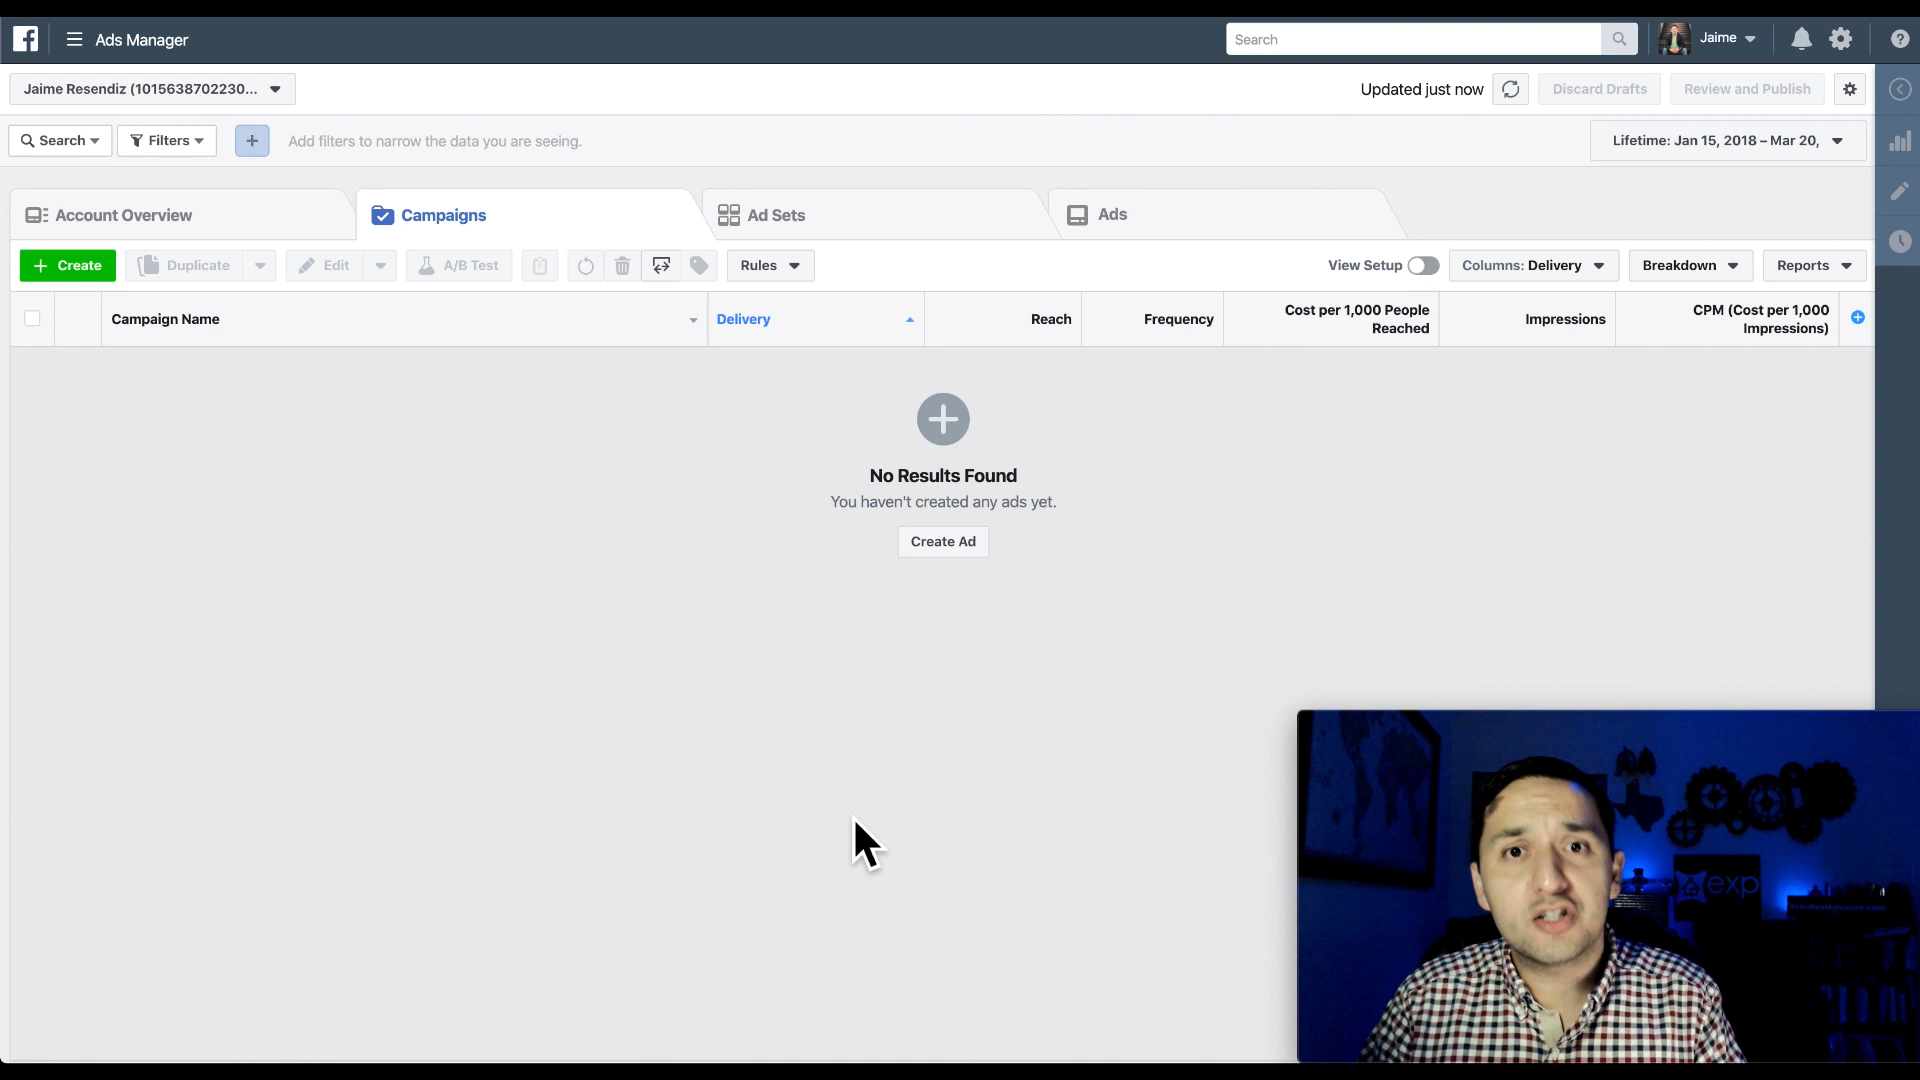 Ads Manager
Search
Jaime
Jaime Resendiz (1015638702230...
Updated just now
Discard Drafts
Review and Publish
Search
Filters
Add filters to narrow the data you are seeing.
Lifetime: Jan 15, 2018 – Mar 20,
Account Overview
Campaigns
Ad Sets
Ads
Create
Duplicate
Edit
A/B Test
Rules
View Setup
Columns: Delivery
Breakdown
Reports
Campaign Name
Delivery
Reach
Frequency
Cost per 1,000 People
Reached
Impressions
CPM (Cost per 1,000
Impressions)
No Results Found
You haven't created any ads yet.
Create Ad
exp